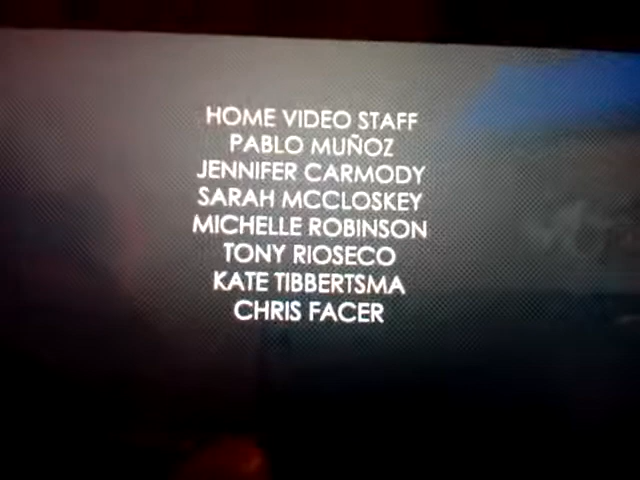 HOME VIDEO STAFF
PABLO MUÑOZ
JENNIFER CARMODY
SARAH MCCLOSKEY
MICHELLE ROBINSON
TONY RIOSECO
KATE TIBBERTSMA
CHRIS FACER